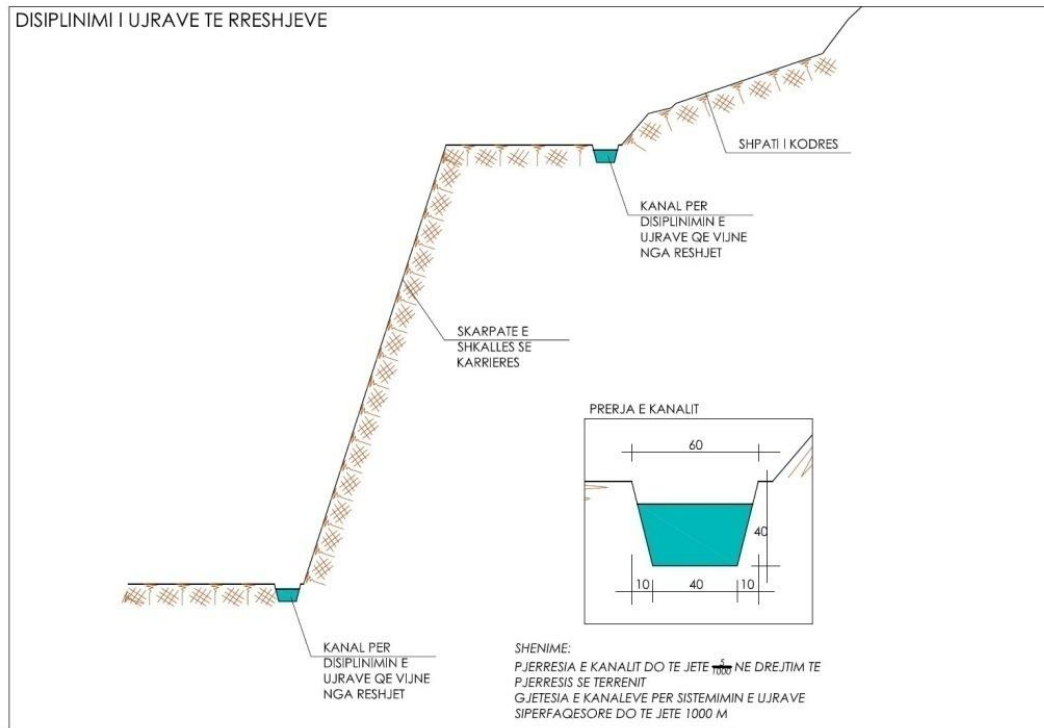 DISIPLINIMI I UJRAVE TE RRESHJEVE
SHPATI I KODRES
KANAL PER
DISIPLINIMIN E
UJRAVE QE VIJNE
NGA RESHJET
SKARPATE E
SHKALLES SE
KARRIERES
PRERJA E KANALIT
60
40
10 40 10
KANAL PER
DISIPLINIMIN E
UJRAVE QE VIJNE
NGA RESHJET
SHENIME:
PJERRESIA E KANALIT DO TE JETE 5/1000 NE DREJTIM TE
PJERRESIS SE TERRENIT
GJETESIA E KANALEVE PER SISTEMIMIN E UJRAVE
SIPERFAQESORE DO TE JETE 1000 M